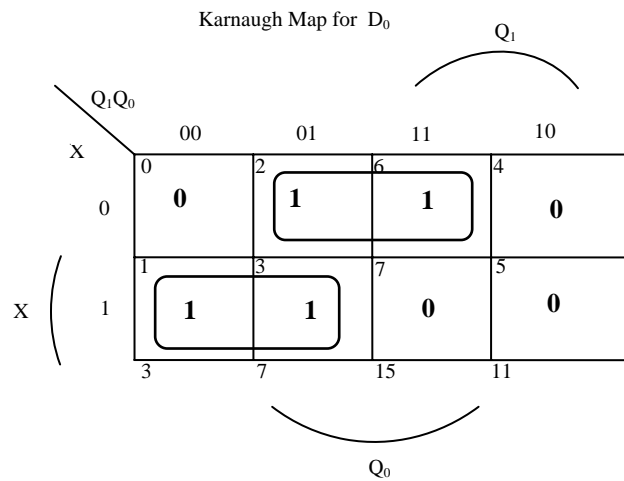 Karnaugh Map for D₀
Q₁
Q₁Q₀
00 01 11 10
X
0 2 6 4
0 0 1 1 0
1 3 7 5
X 1 1 1 0 0
3 7 15 11
Q₀